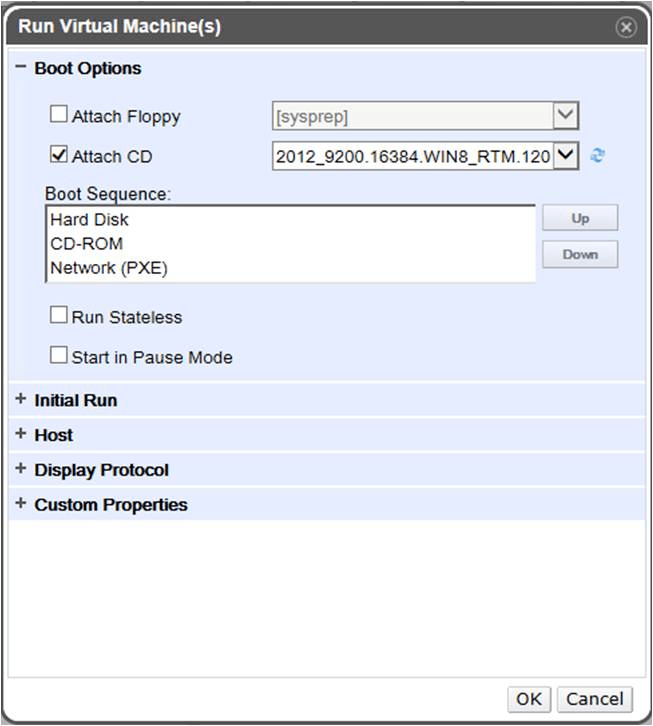 Run Virtual Machine(s)
Boot Options
Attach Floppy [sysprep]
Attach CD 2012_9200.16384.WIN8_RTM.120
Boot Sequence:
Hard Disk
CD-ROM
Network (PXE)
Up
Down
Run Stateless
Start in Pause Mode
Initial Run
Host
Display Protocol
Custom Properties
OK Cancel